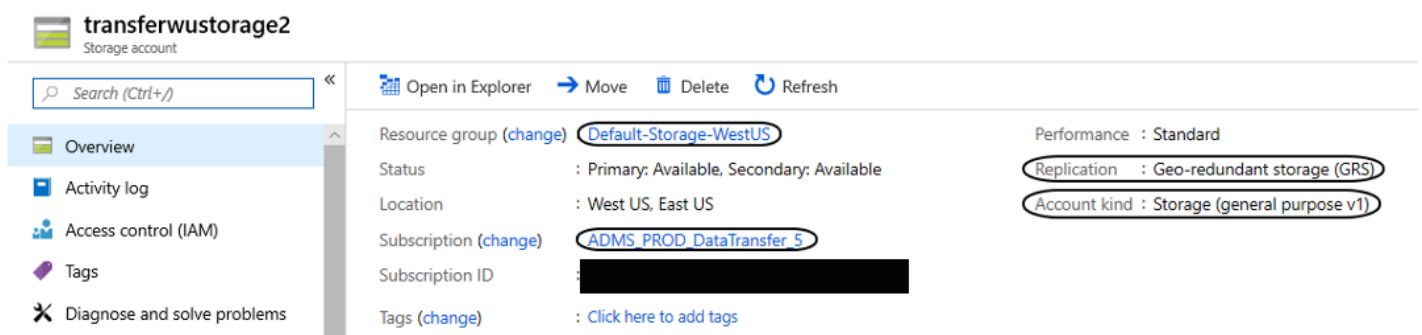 transferwustorage2
Storage account
Search (Ctrl+/)
«
Overview
Activity log
Access control (IAM)
Tags
Diagnose and solve problems
Open in Explorer Move Delete Refresh
Resource group (change) Default-Storage-WestUS
Status : Primary: Available, Secondary: Available
Location : West US, East US
Subscription (change) ADMS_PROD_DataTransfer_5
Subscription ID :
Tags (change) : Click here to add tags
Performance : Standard
Replication : Geo-redundant storage (GRS)
Account kind : Storage (general purpose v1)